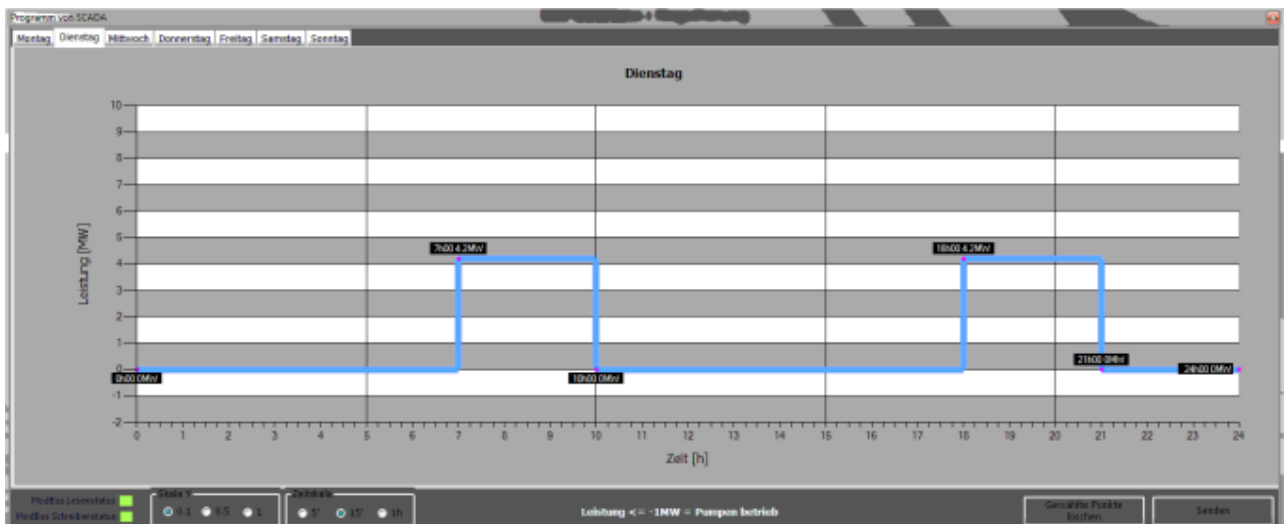 Programm von SCADA
Montag Dienstag Mittwoch Donnerstag Freitag Samstag Sonntag
Dienstag
10
9
8
7
6
5
4
3
2
1
0
-1
-2
Leistung [MW]
7h00 4.2MW
18h00 4.2MW
0h00 0MW
10h00 0MW
21h00 0MW
24h00 0MW
0 1 2 3 4 5 6 7 8 9 10 11 12 13 14 15 16 17 18 19 20 21 22 23 24
Zeit [h]
ModBus Lesenstatus
ModBus Schreibenstatus
Skala Y
0.1 0.5 1
Zeitskala
5' 15' 1h
Leistung <= -1MW = Pumpen betrieb
Gewählte Punkte
löschen
Senden